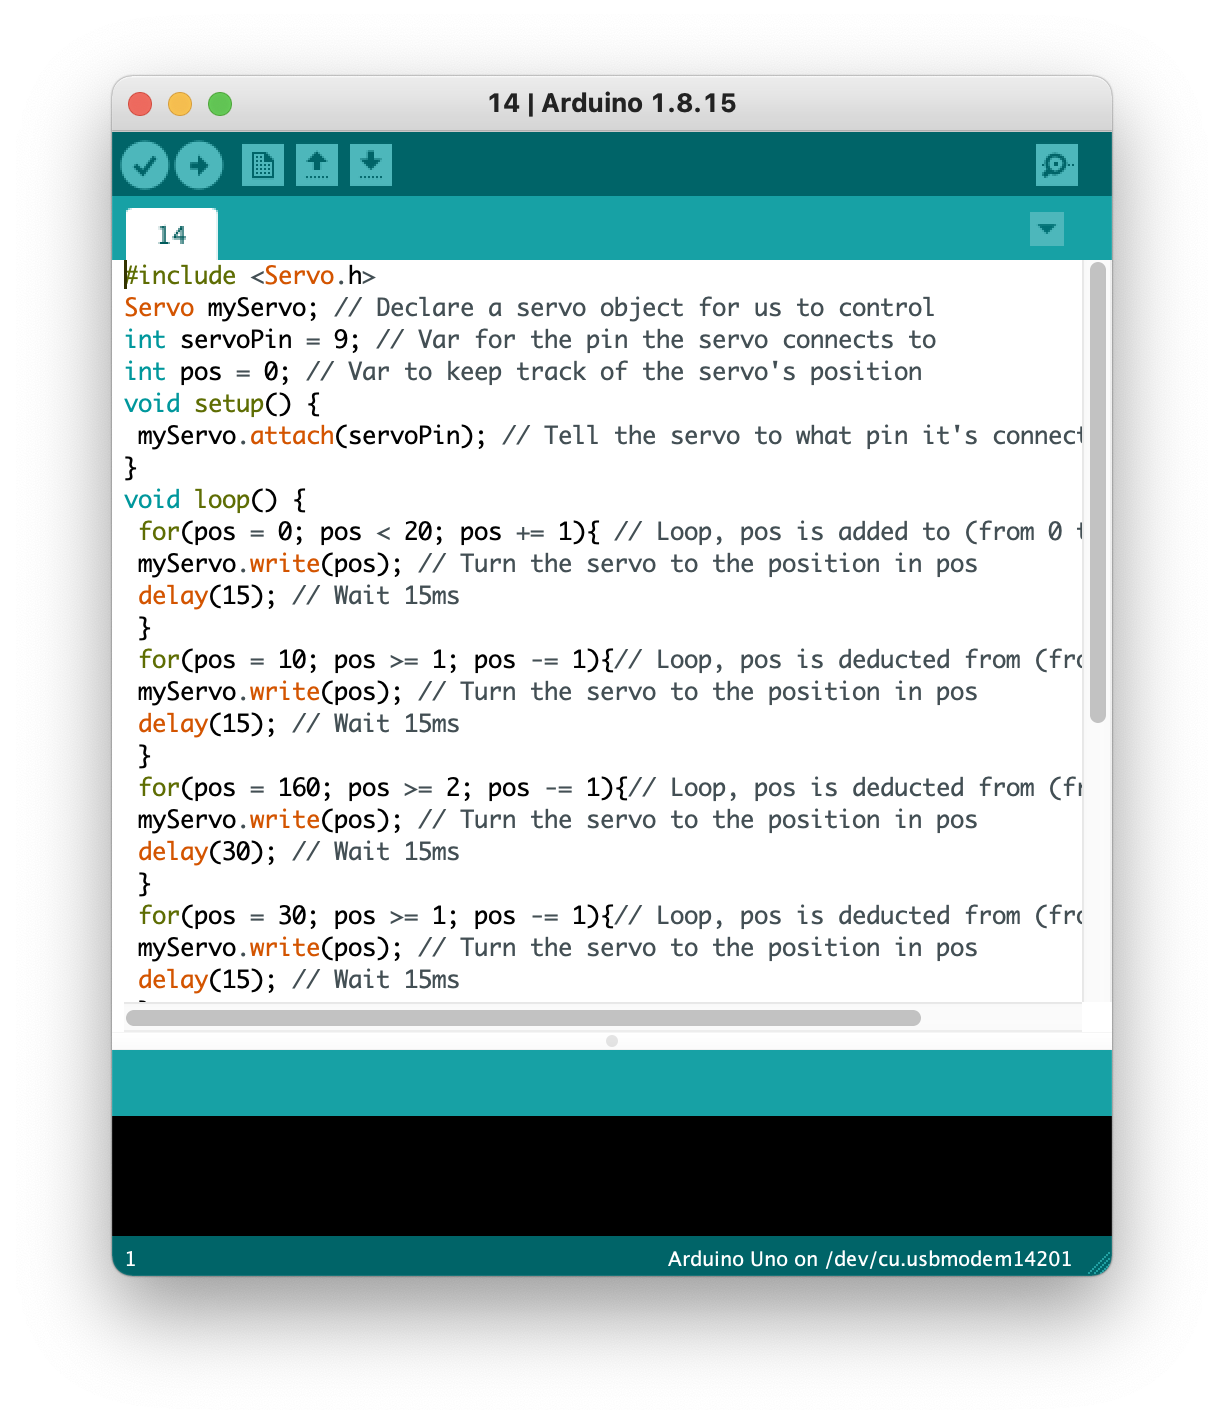 14 | Arduino 1.8.15
14
#include <Servo.h>
Servo myServo; // Declare a servo object for us to control
int servoPin = 9; // Var for the pin the servo connects to
int pos = 0; // Var to keep track of the servo's position
void setup() {
 myServo.attach(servoPin); // Tell the servo to what pin it's
}
void loop() {
 for(pos = 0; pos < 20; pos += 1){ // Loop, pos is added to (from 0
 myServo.write(pos); // Turn the servo to the position in pos
 delay(15); // Wait 15ms
 }
 for(pos = 10; pos >= 1; pos -= 1){// Loop, pos is deducted from
 myServo.write(pos); // Turn the servo to the position in pos
 delay(15); // Wait 15ms
 }
 for(pos = 160; pos >= 2; pos -= 1){// Loop, pos is deducted from
 myServo.write(pos); // Turn the servo to the position in pos
 delay(30); // Wait 15ms
 }
 for(pos = 30; pos >= 1; pos -= 1){// Loop, pos is deducted from
 myServo.write(pos); // Turn the servo to the position in pos
 delay(15); // Wait 15ms
1
Arduino Uno on /dev/cu.usbmodem14201